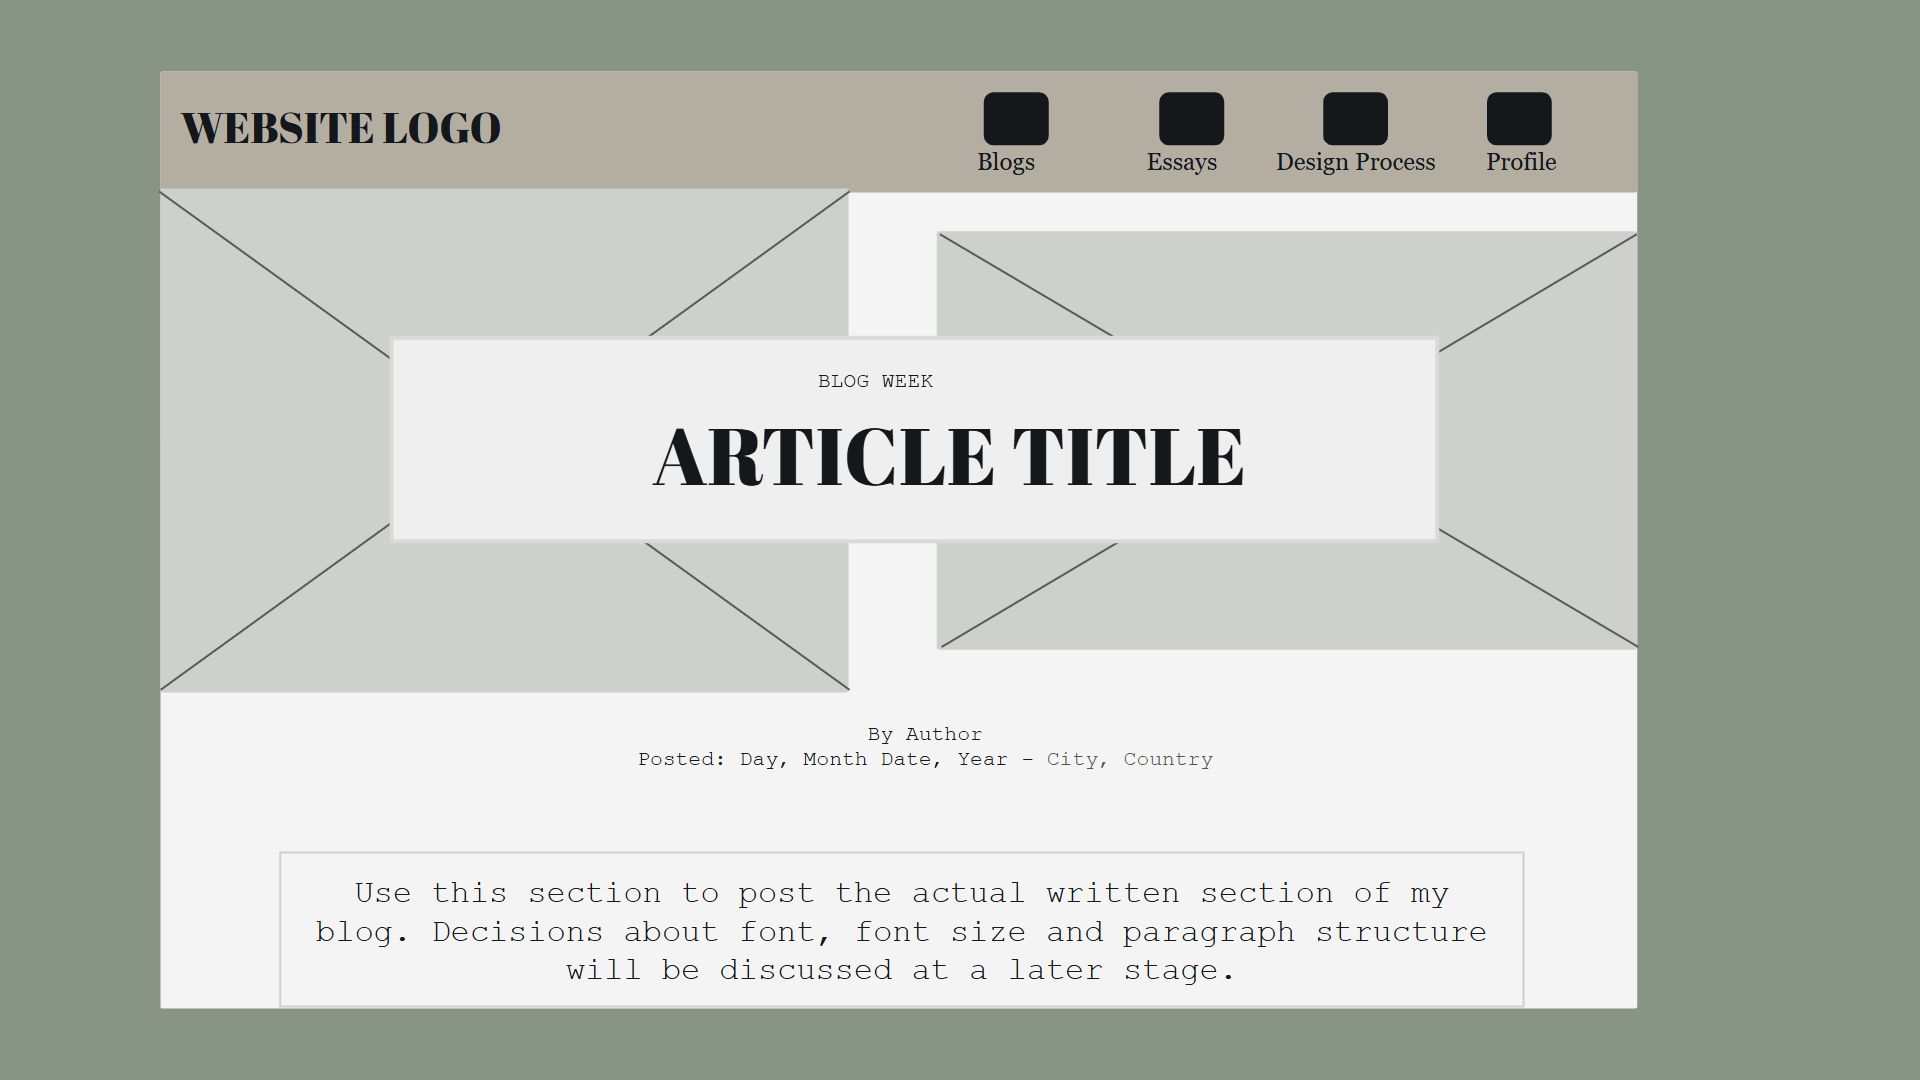 WEBSITE LOGO
Blogs
Essays
Design Process
Profile
BLOG WEEK
ARTICLE TITLE
By Author
Posted: Day, Month Date, Year – City, Country
Use this section to post the actual written section of my
blog. Decisions about font, font size and paragraph structure
will be discussed at a later stage.